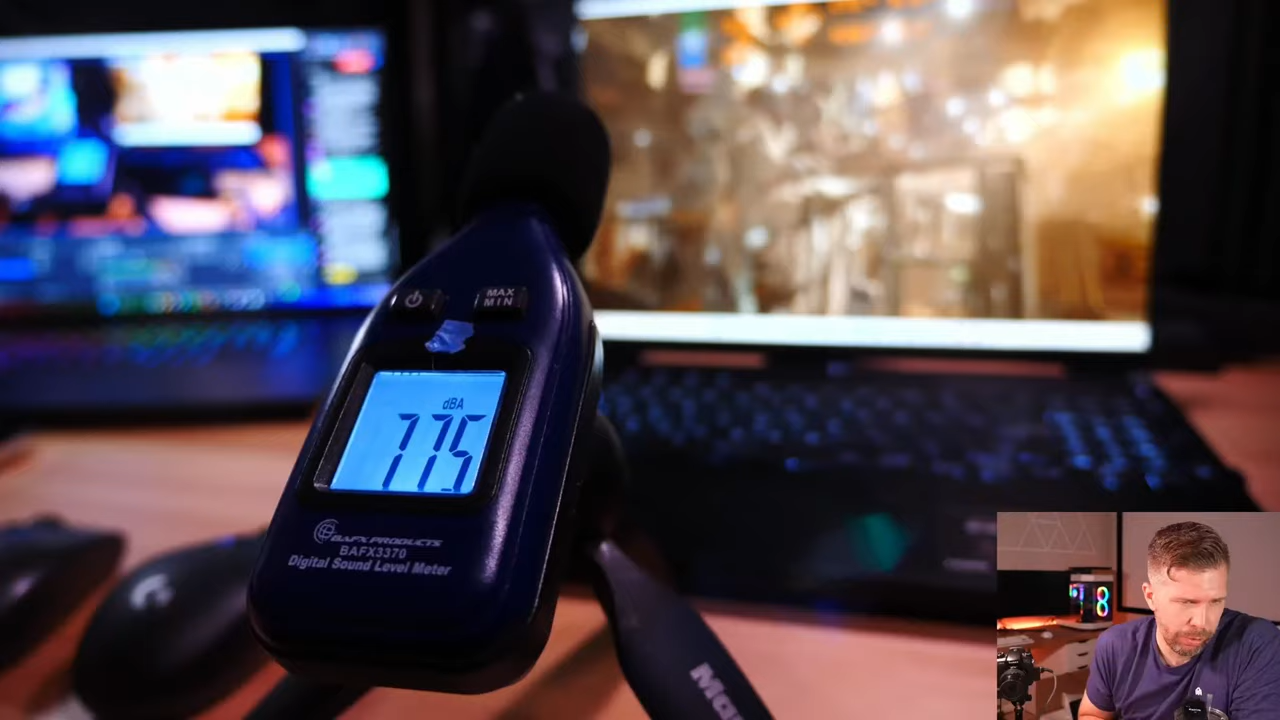 MAX
MIN
dBA
77.5
BAFX PRODUCTS
BAFX3370
Digital Sound Level Meter